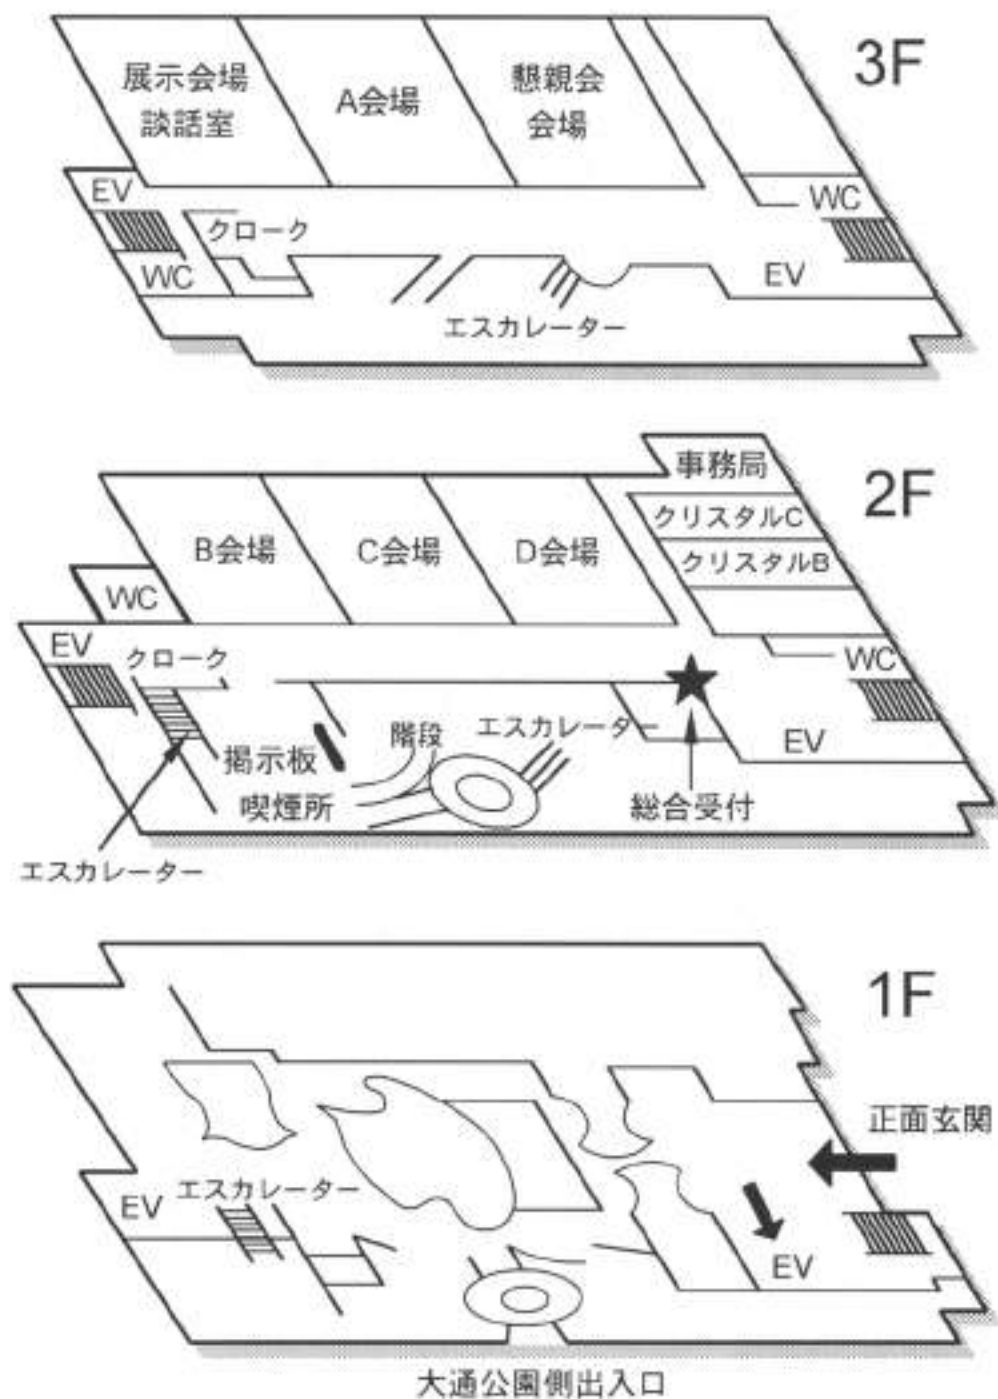 3F
展示会場
談話室
A会場
懇親会
会場
EV
WC
クローク
WC
EV
エスカレーター
2F
事務局
クリスタルC
クリスタルB
B会場
C会場
D会場
WC
EV
クローク
WC
階段
エスカレーター
EV
掲示板
喫煙所
総合受付
エスカレーター
1F
正面玄関
エスカレーター
EV
EV
大通公園側出入口